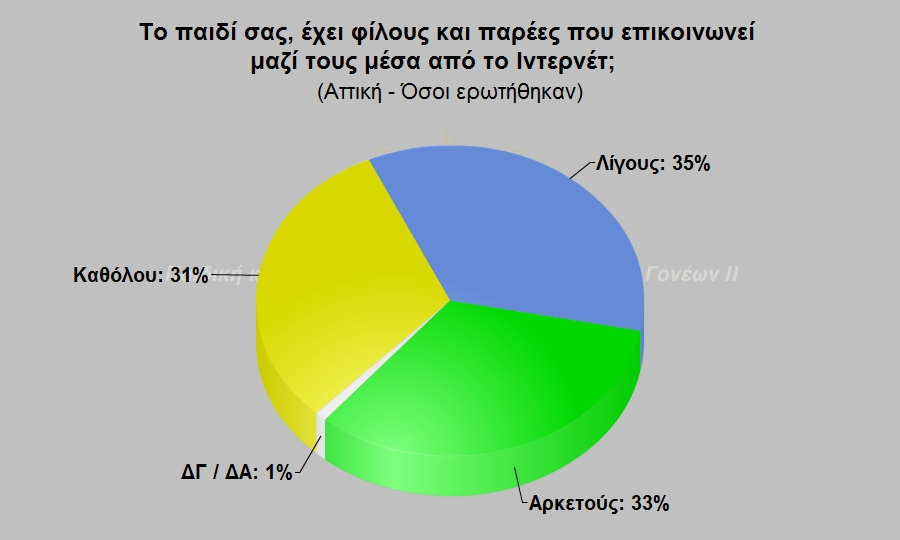 Το παιδί σας, έχει φίλους και παρέες που επικοινωνεί
μαζί τους μέσα από το Ιντερνέτ;
(Αττική - Όσοι ερωτήθηκαν)
Λίγους: 35%
Καθόλου: 31%
Γονέων ΙΙ
ΔΓ / ΔΑ: 1%
Αρκετούς: 33%